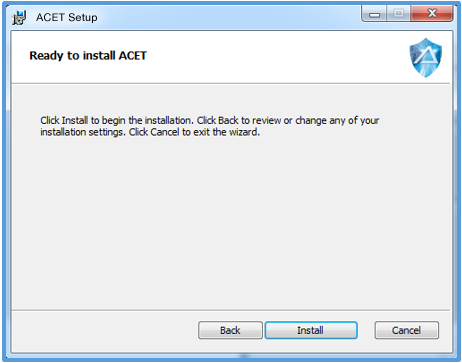 ACET Setup
Ready to install ACET
Click Install to begin the installation. Click Back to review or change any of your
installation settings. Click Cancel to exit the wizard.
Back Install Cancel